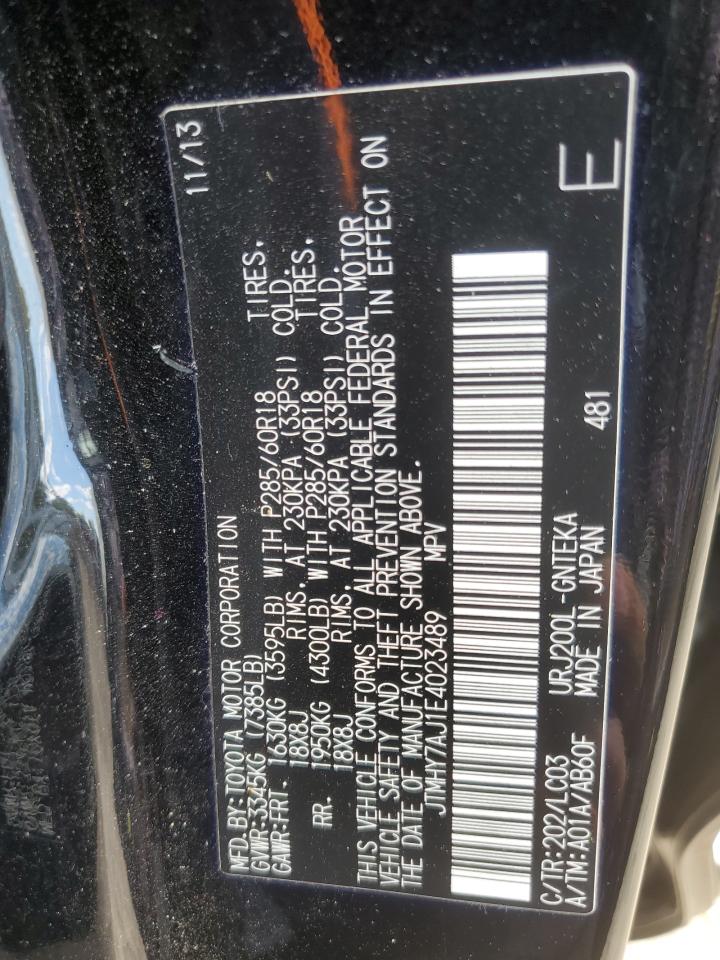 11/13
MFD. BY: TOYOTA MOTOR CORPORATION
GVWR: 3345KG (7385LB)
GAWR: FRT. 1630KG (3595LB) WITH P285/60R18 TIRES.
18X8J RIMS. AT 230KPA (33PSI) COLD.
RR. 1950KG (4300LB) WITH P285/60R18 TIRES.
18X8J RIMS. AT 230KPA (33PSI) COLD.
THIS VEHICLE CONFORMS TO ALL APPLICABLE FEDERAL MOTOR
VEHICLE SAFETY AND THEFT PREVENTION STANDARDS IN EFFECT ON
THE DATE OF MANUFACTURE SHOWN ABOVE.
JTMHY7AJ1E4023489 MPV
C/TR: 202/LC03 URJ200L-GNTEKA
A/TM: A01A/AB60F MADE IN JAPAN 481
E